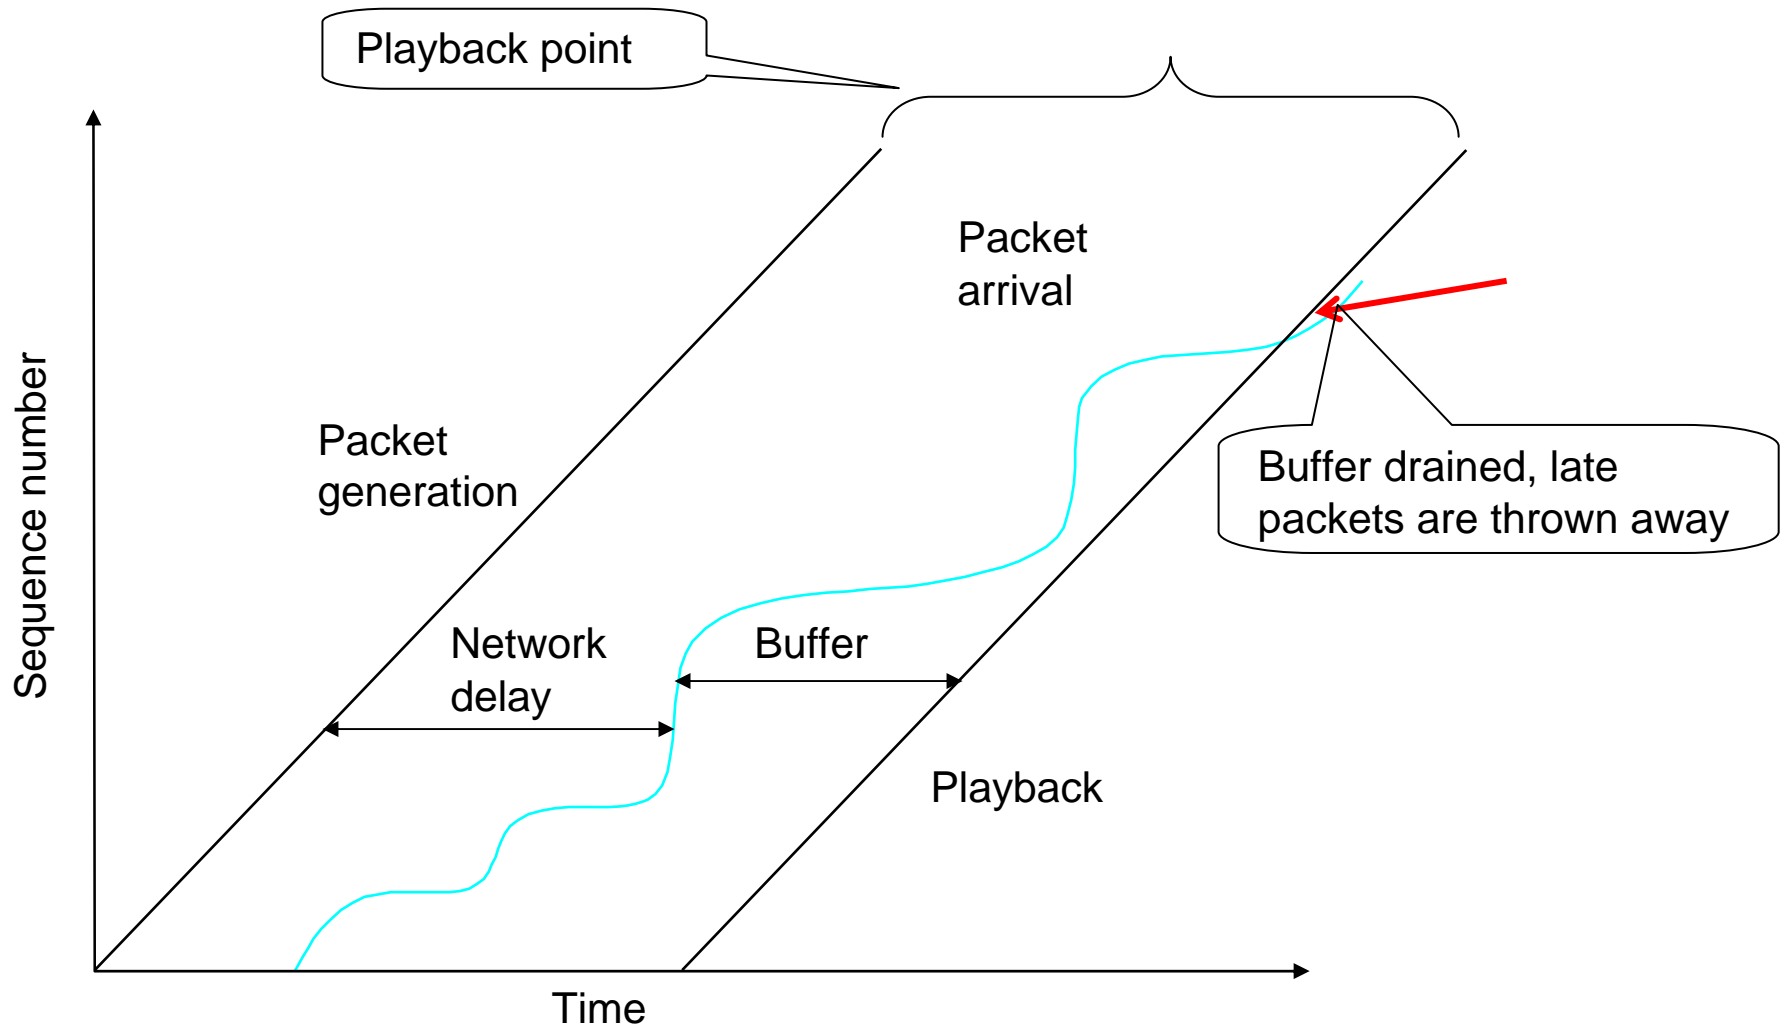 Playback point
Packet
arrival
Packet
generation
Buffer drained, late
packets are thrown away
Sequence number
Network
delay
Buffer
Playback
Time